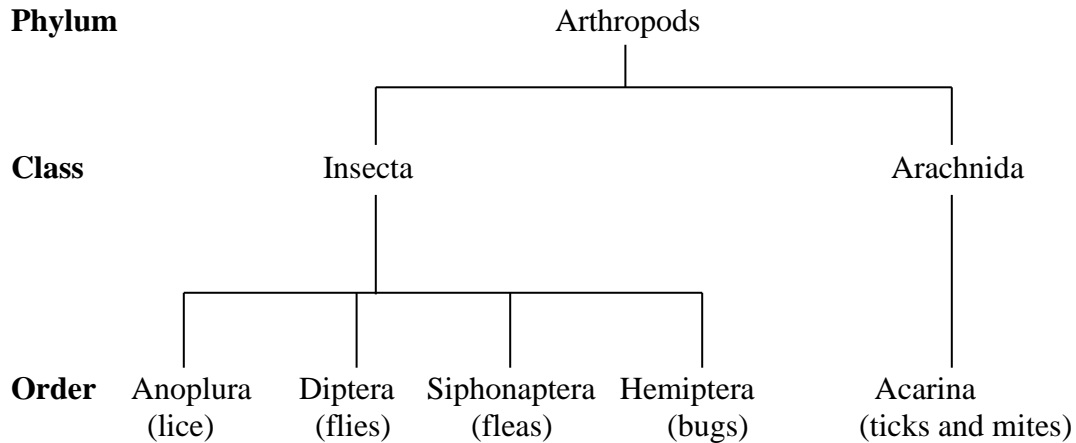 Phylum Arthropods
Class Insecta Arachnida
Order Anoplura Diptera Siphonaptera Hemiptera Acarina
(lice) (flies) (fleas) (bugs) (ticks and mites)